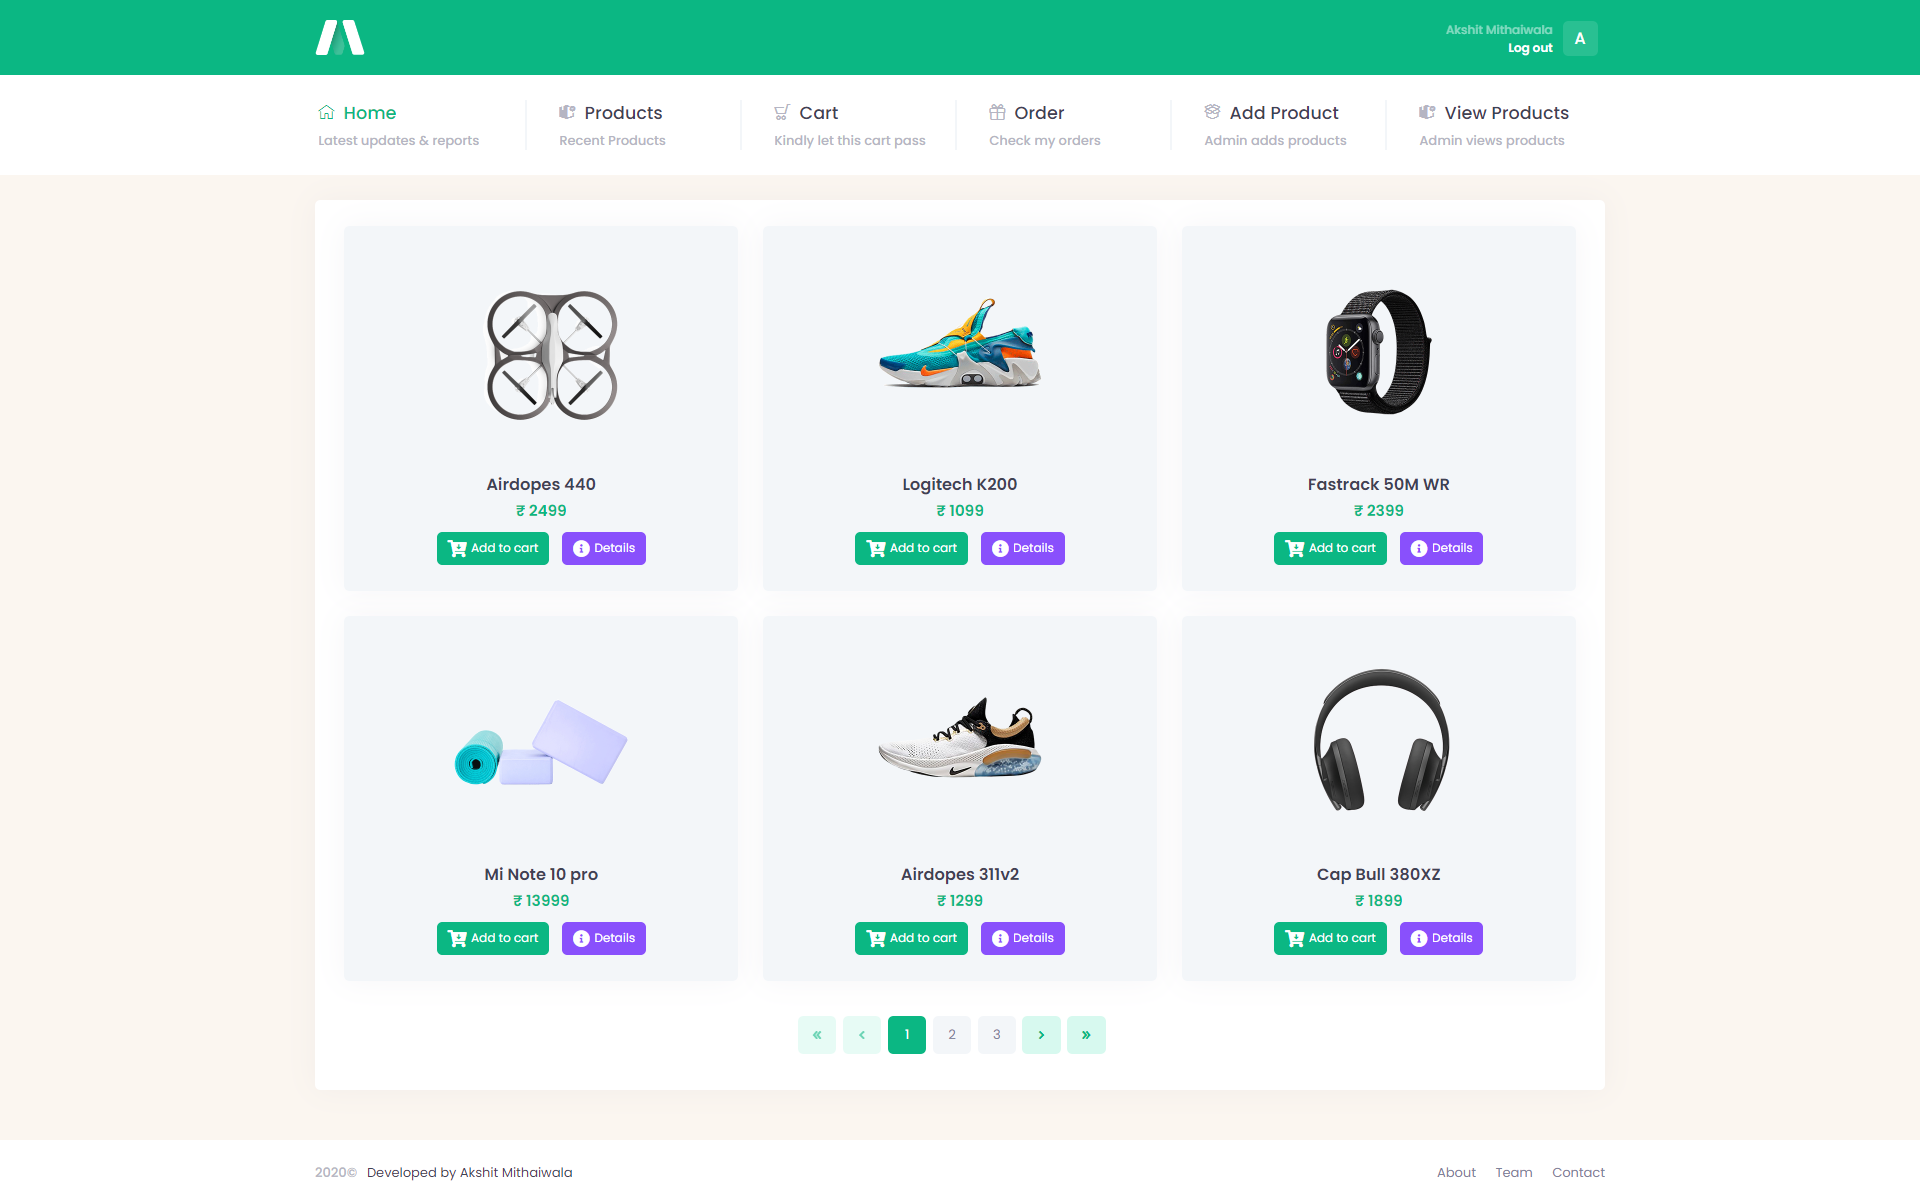 Akshit Mithaiwala
Log out
A
Home
Latest updates & reports
Products
Recent Products
Cart
Kindly let this cart pass
Order
Check my orders
Add Product
Admin adds products
View Products
Admin views products
Airdopes 440
₹ 2499
Add to cart
Details
Logitech K200
₹ 1099
Add to cart
Details
Fastrack 50M WR
₹ 2399
Add to cart
Details
Mi Note 10 pro
₹ 13999
Add to cart
Details
Airdopes 311v2
₹ 1299
Add to cart
Details
Cap Bull 380XZ
₹ 1899
Add to cart
Details
« ‹ 1 2 3 › »
2020© Developed by Akshit Mithaiwala
About Team Contact